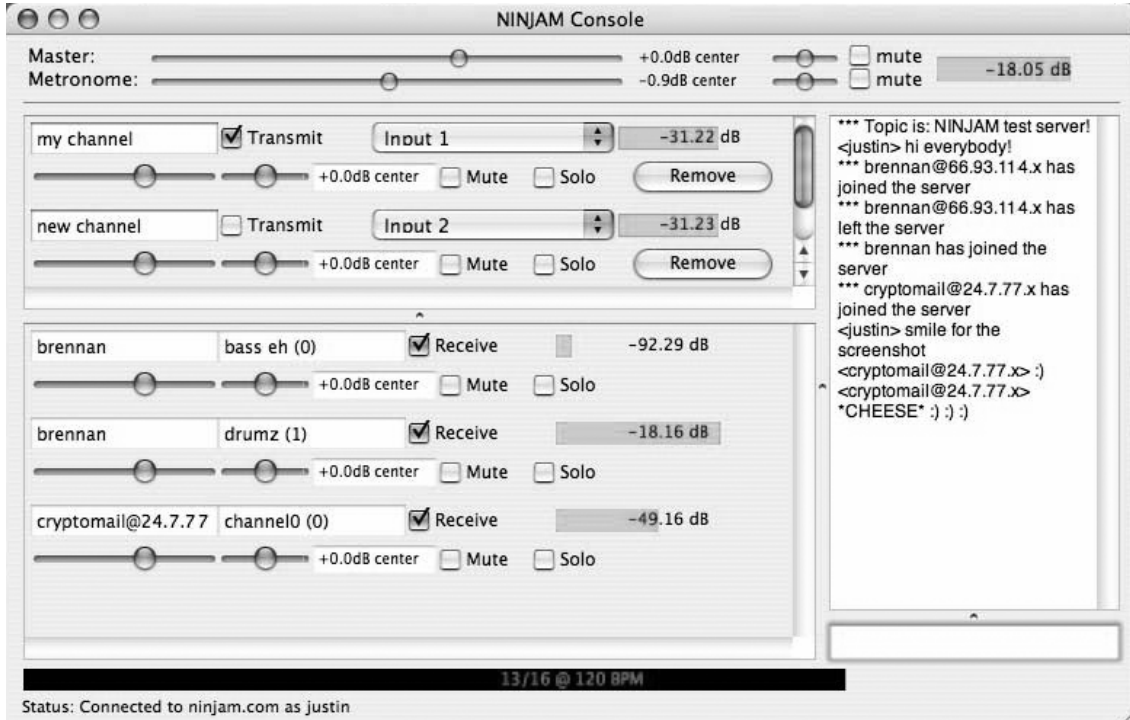 NINJAM Console
Master: +0.0dB center mute
-18.05 dB
Metronome: -0.9dB center mute
my channel Transmit Input 1 -31.22 dB
+0.0dB center Mute Solo Remove
new channel Transmit Input 2 -31.23 dB
+0.0dB center Mute Solo Remove
brennan bass eh (0) Receive -92.29 dB
+0.0dB center Mute Solo
brennan drumz (1) Receive -18.16 dB
+0.0dB center Mute Solo
cryptomail@24.7.77 channel0 (0) Receive -49.16 dB
+0.0dB center Mute Solo
*** Topic is: NINJAM test server!
<justin> hi everybody!
*** brennan@66.93.114.x has
joined the server
*** brennan@66.93.114.x has
left the server
*** brennan has joined the
server
*** cryptomail@24.7.77.x has
joined the server
<justin> smile for the
screenshot
<cryptomail@24.7.77.x> :)
<cryptomail@24.7.77.x>
*CHEESE* :) :) :)
13/16 @ 120 BPM
Status: Connected to ninjam.com as justin